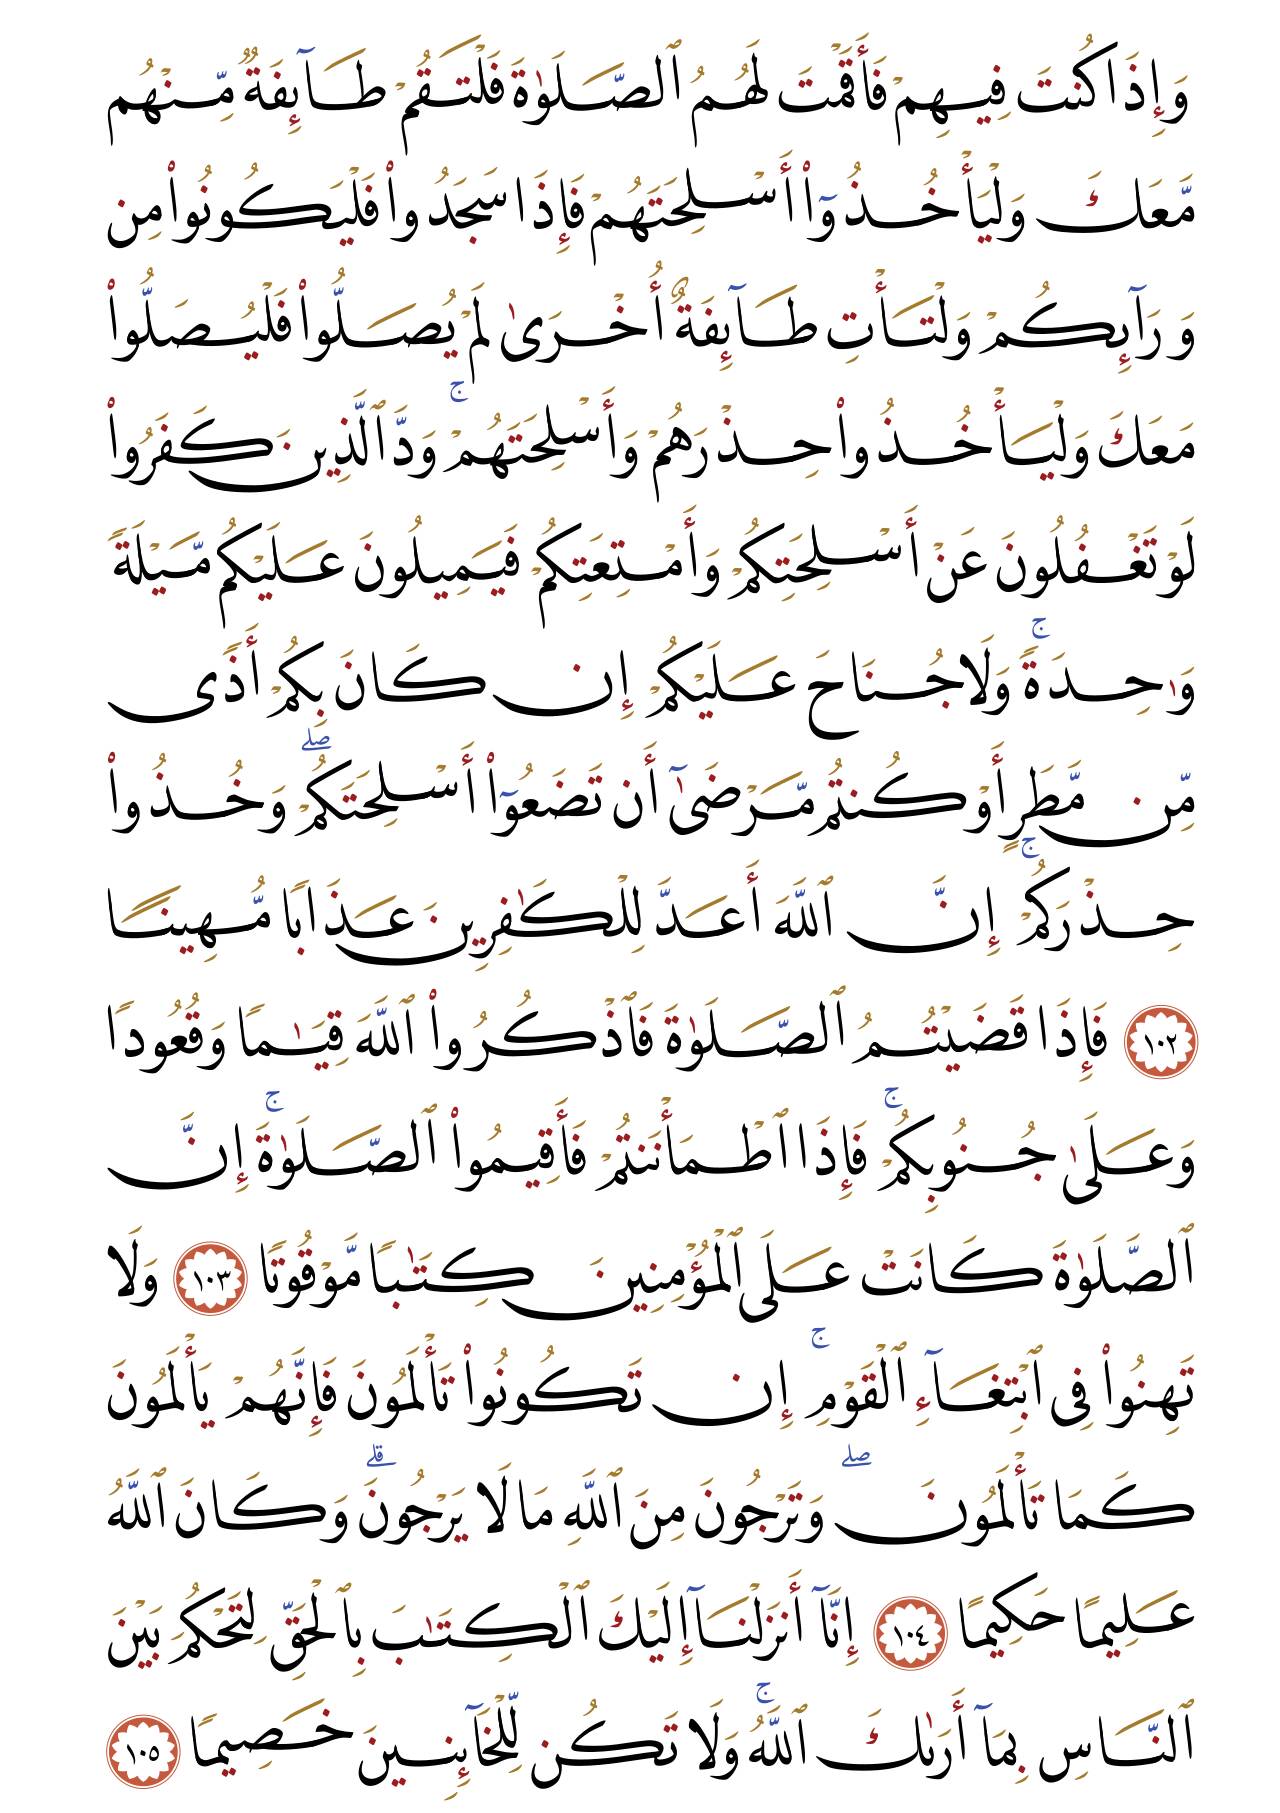 وَإِذَا كُنتَ فِيهِمْ فَأَقَمْتَ لَهُمُ ٱلصَّلَوٰةَ فَلْتَقُمْ طَآئِفَةٌ مِّنْهُم
مَّعَكَ وَلْيَأْخُذُوٓا۟ أَسْلِحَتَهُمْ فَإِذَا سَجَدُوا۟ فَلْيَكُونُوا۟ مِن
وَرَآئِكُمْ وَلْتَأْتِ طَآئِفَةٌ أُخْرَىٰ لَمْ يُصَلُّوا۟ فَلْيُصَلُّوا۟
مَعَكَ وَلْيَأْخُذُوا۟ حِذْرَهُمْ وَأَسْلِحَتَهُمْ ۚ وَدَّ ٱلَّذِينَ كَفَرُوا۟
لَوْ تَغْفُلُونَ عَنْ أَسْلِحَتِكُمْ وَأَمْتِعَتِكُمْ فَيَمِيلُونَ عَلَيْكُم مَّيْلَةً
وَٰحِدَةً ۚ وَلَا جُنَاحَ عَلَيْكُمْ إِن كَانَ بِكُمْ أَذًى
مِّن مَّطَرٍ أَوْ كُنتُم مَّرْضَىٰٓ أَن تَضَعُوٓا۟ أَسْلِحَتَكُمْ ۖ وَخُذُوا۟
حِذْرَكُمْ ۚ إِنَّ ٱللَّهَ أَعَدَّ لِلْكَٰفِرِينَ عَذَابًا مُّهِينًا
١٠٢ فَإِذَا قَضَيْتُمُ ٱلصَّلَوٰةَ فَٱذْكُرُوا۟ ٱللَّهَ قِيَٰمًا وَقُعُودًا
وَعَلَىٰ جُنُوبِكُمْ ۚ فَإِذَا ٱطْمَأْنَنتُمْ فَأَقِيمُوا۟ ٱلصَّلَوٰةَ ۚ إِنَّ
ٱلصَّلَوٰةَ كَانَتْ عَلَى ٱلْمُؤْمِنِينَ كِتَٰبًا مَّوْقُوتًا ١٠٣ وَلَا
تَهِنُوا۟ فِى ٱبْتِغَآءِ ٱلْقَوْمِ ۖ إِن تَكُونُوا۟ تَأْلَمُونَ فَإِنَّهُمْ يَأْلَمُونَ
كَمَا تَأْلَمُونَ ۖ وَتَرْجُونَ مِنَ ٱللَّهِ مَا لَا يَرْجُونَ ۗ وَكَانَ ٱللَّهُ
عَلِيمًا حَكِيمًا ١٠٤ إِنَّآ أَنزَلْنَآ إِلَيْكَ ٱلْكِتَٰبَ بِٱلْحَقِّ لِتَحْكُمَ بَيْنَ
ٱلنَّاسِ بِمَآ أَرَىٰكَ ٱللَّهُ ۚ وَلَا تَكُن لِّلْخَآئِنِينَ خَصِيمًا ١٠٥